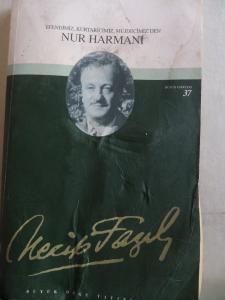 EFENDİMİZ, KURTARICIMIZ, MÜJDECİMİZ'DEN
NUR HARMANI
37
Necip Fazıl